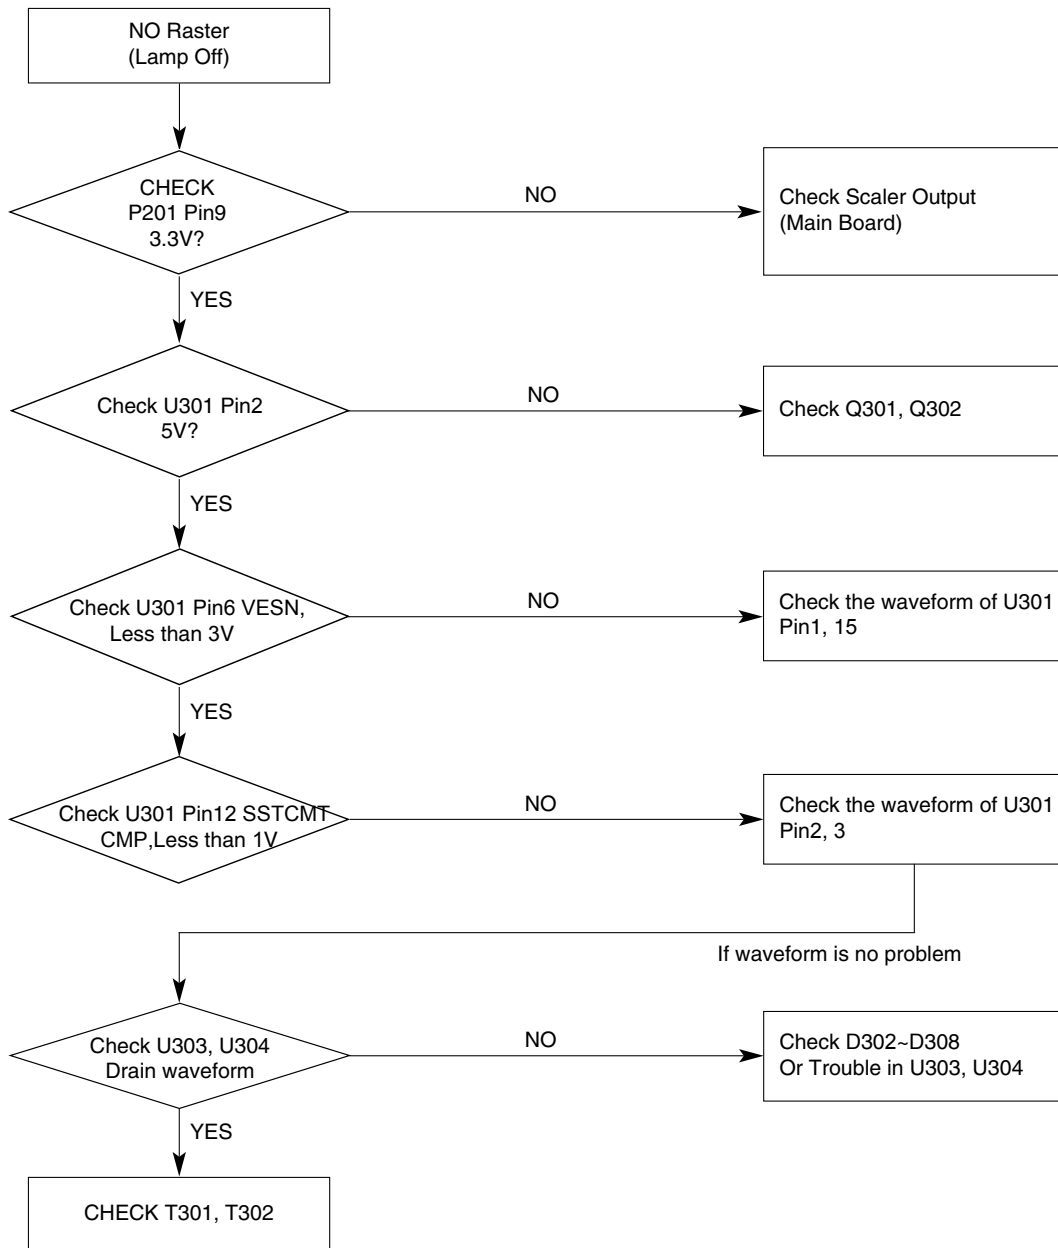 NO Raster
(Lamp Off)
CHECK
P201 Pin9
3.3V?
NO
Check Scaler Output
(Main Board)
YES
Check U301 Pin2
5V?
NO
Check Q301, Q302
YES
Check U301 Pin6 VESN,
Less than 3V
NO
Check the waveform of U301
Pin1, 15
YES
Check U301 Pin12 SSTCMT
CMP,Less than 1V
NO
Check the waveform of U301
Pin2, 3
If waveform is no problem
Check U303, U304
Drain waveform
NO
Check D302~D308
Or Trouble in U303, U304
YES
CHECK T301, T302